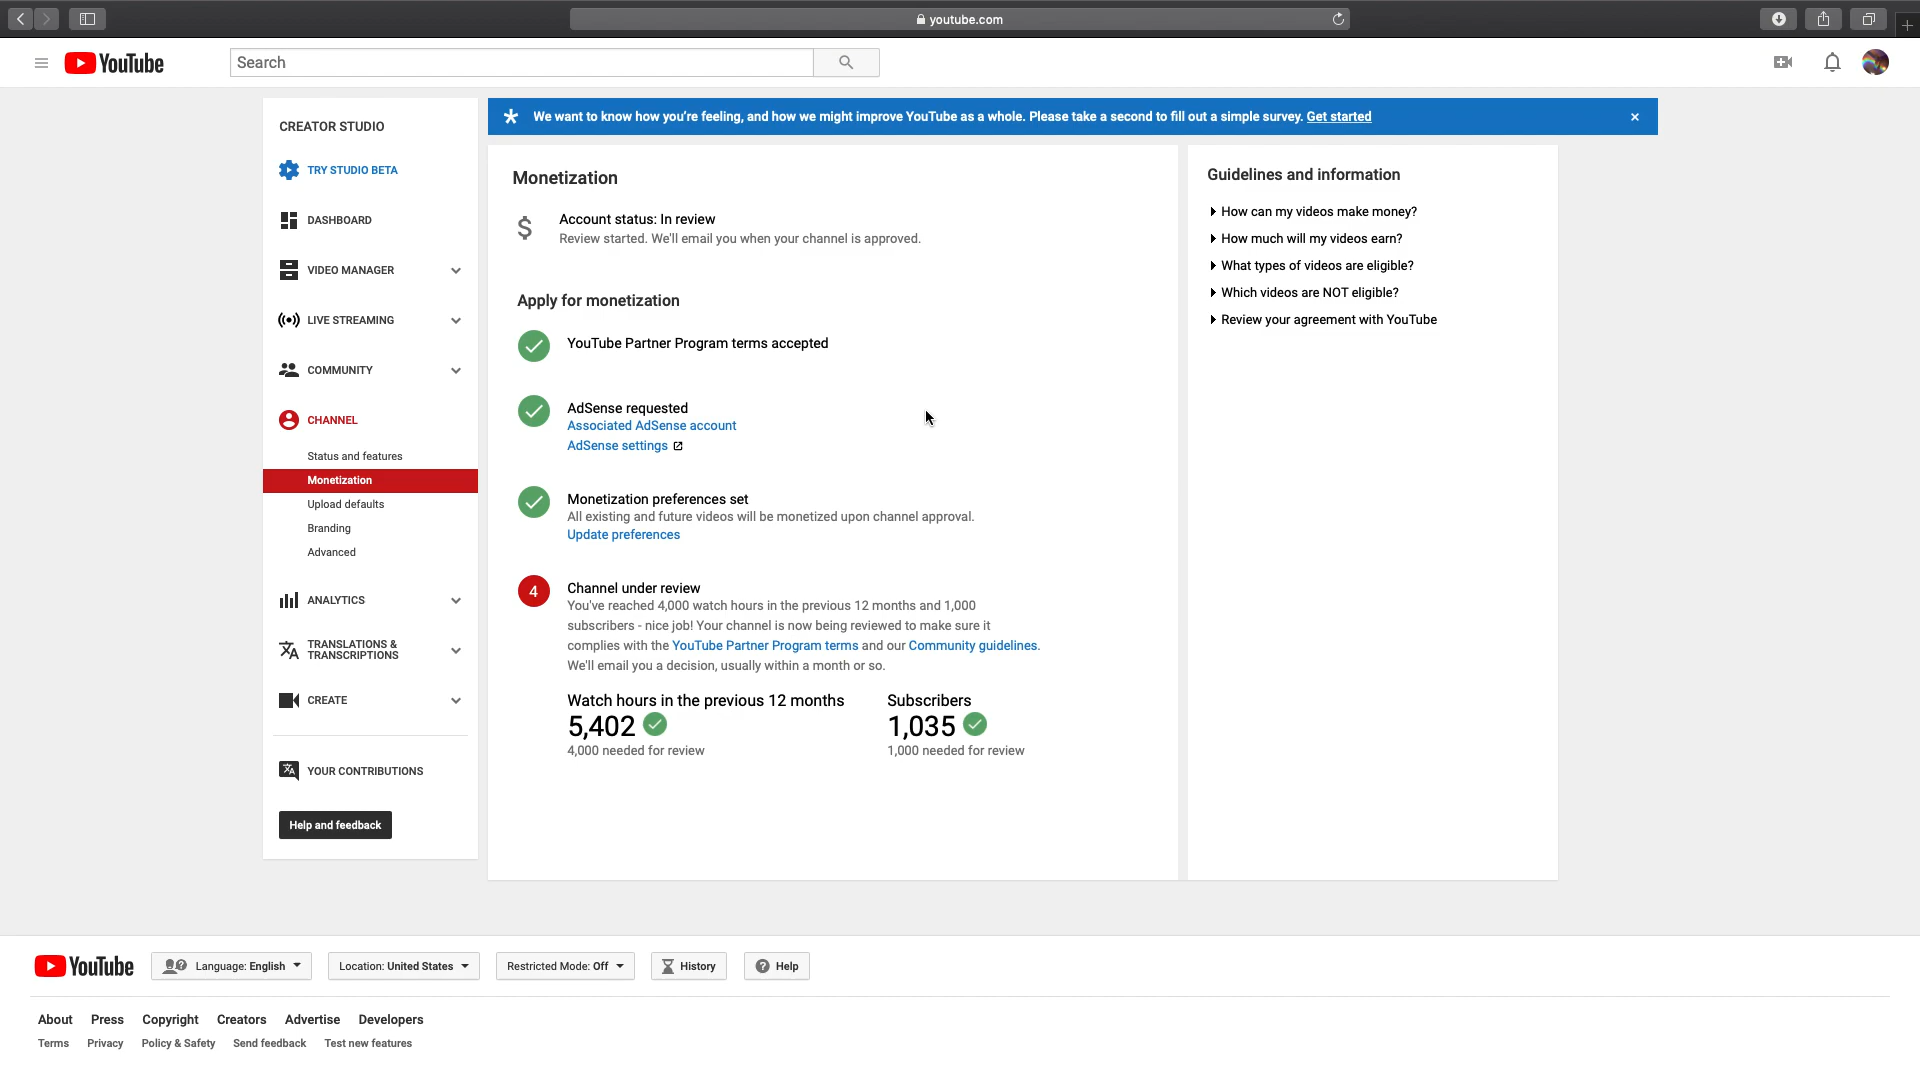 youtube.com
YouTube
Search
CREATOR STUDIO
TRY STUDIO BETA
DASHBOARD
VIDEO MANAGER
LIVE STREAMING
COMMUNITY
CHANNEL
Status and features
Monetization
Upload defaults
Branding
Advanced
ANALYTICS
TRANSLATIONS &
TRANSCRIPTIONS
CREATE
YOUR CONTRIBUTIONS
Help and feedback
We want to know how you're feeling, and how we might improve YouTube as a whole. Please take a second to fill out a simple survey. Get started
Monetization
$ Account status: In review
Review started. We'll email you when your channel is approved.
Apply for monetization
YouTube Partner Program terms accepted
AdSense requested
Associated AdSense account
AdSense settings
Monetization preferences set
All existing and future videos will be monetized upon channel approval.
Update preferences
4 Channel under review
You've reached 4,000 watch hours in the previous 12 months and 1,000
subscribers - nice job! Your channel is now being reviewed to make sure it
complies with the YouTube Partner Program terms and our Community guidelines.
We'll email you a decision, usually within a month or so.
Watch hours in the previous 12 months
5,402
4,000 needed for review
Subscribers
1,035
1,000 needed for review
Guidelines and information
How can my videos make money?
How much will my videos earn?
What types of videos are eligible?
Which videos are NOT eligible?
Review your agreement with YouTube
YouTube Language: English Location: United States Restricted Mode: Off History Help
About Press Copyright Creators Advertise Developers
Terms Privacy Policy & Safety Send feedback Test new features